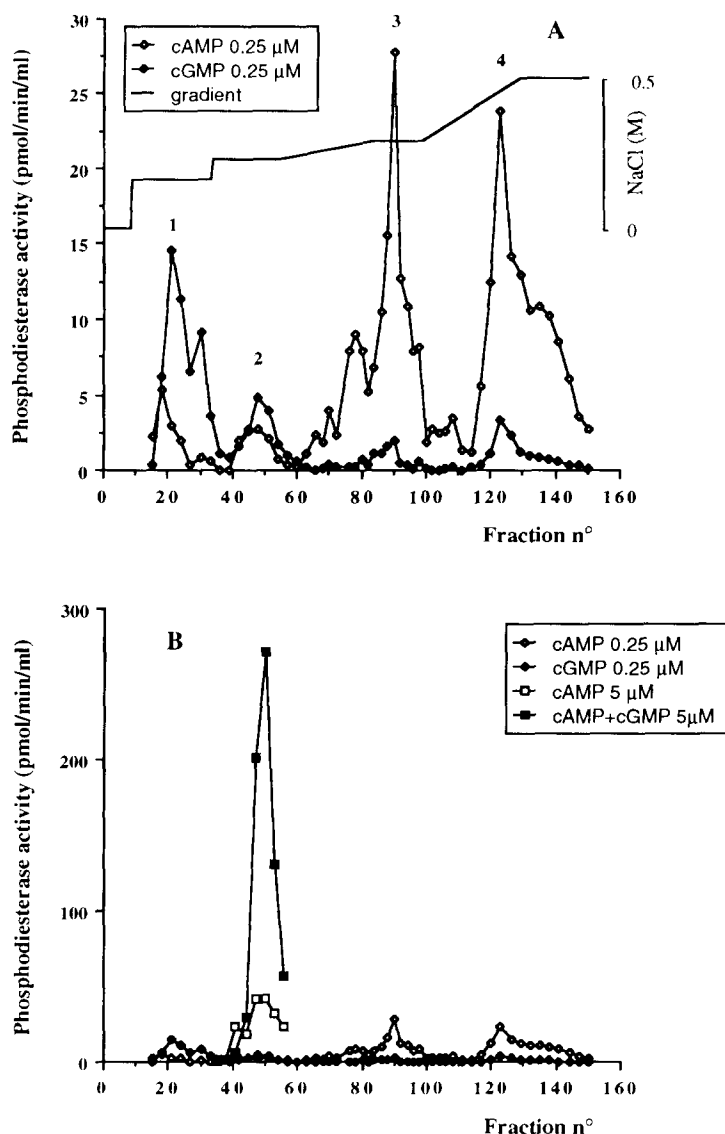 3
A
4
cAMP 0.25 µM
cGMP 0.25 µM
gradient
Phosphodiesterase activity (pmol/min/ml)
30
25
20
15
10
5
0
1
2
0.5
NaCl (M)
0
0 20 40 60 80 100 120 140 160
Fraction n°
B
300
200
100
0
Phosphodiesterase activity (pmol/min/ml)
cAMP 0.25 µM
cGMP 0.25 µM
cAMP 5 µM
cAMP+cGMP 5µM
0 20 40 60 80 100 120 140 160
Fraction n°